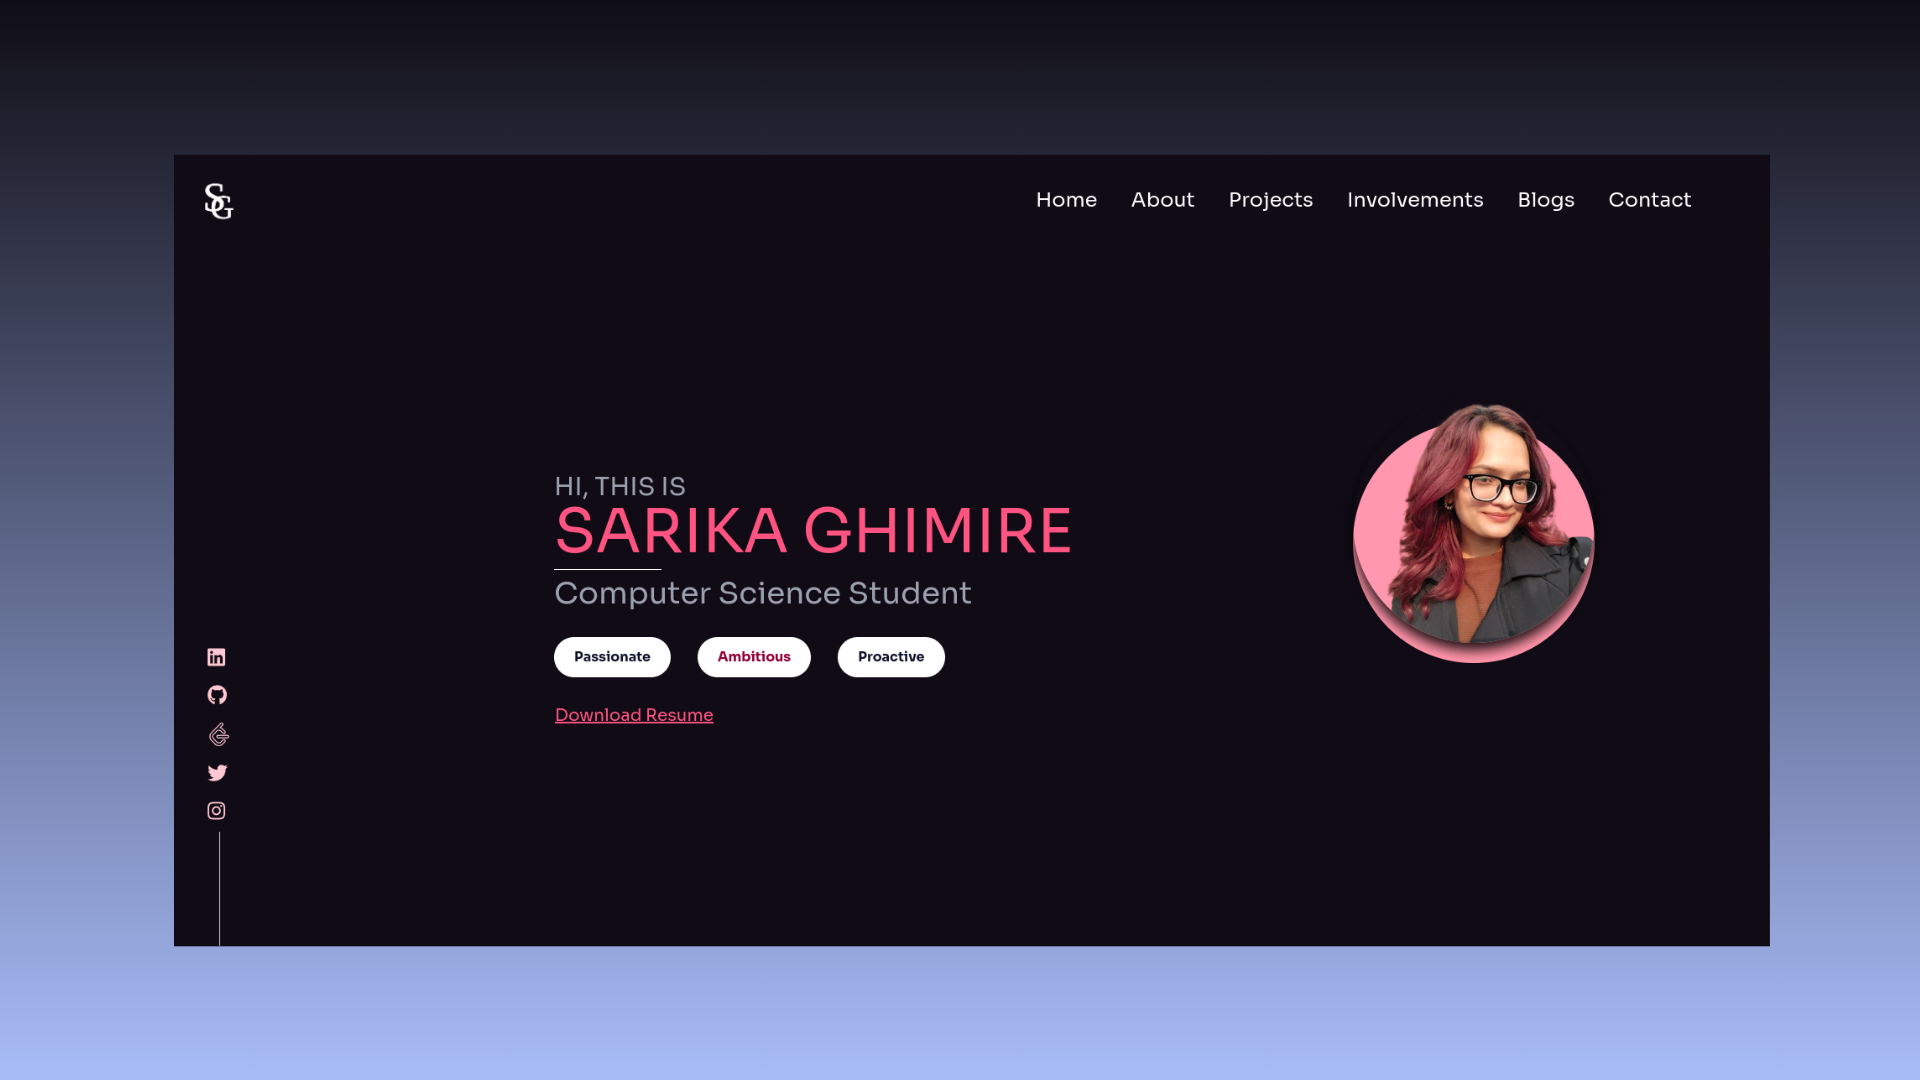 SG
Home About Projects Involvements Blogs Contact
HI, THIS IS
SARIKA GHIMIRE
Computer Science Student
Passionate Ambitious Proactive
Download Resume
in